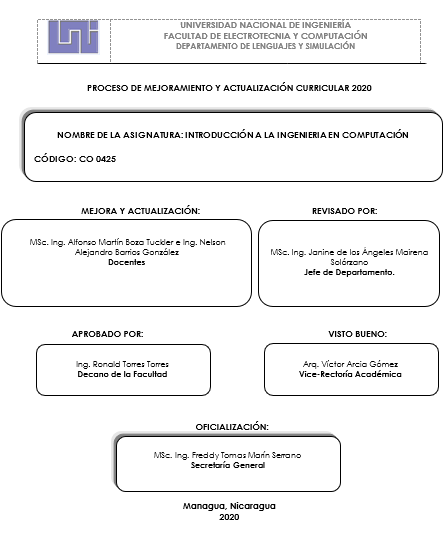 uni
UNIVERSIDAD NACIONAL DE INGENIERÍA
FACULTAD DE ELECTROTECNIA Y COMPUTACIÓN
DEPARTAMENTO DE LENGUAJES Y SIMULACIÓN
PROCESO DE MEJORAMIENTO Y ACTUALIZACIÓN CURRICULAR 2020
NOMBRE DE LA ASIGNATURA: INTRODUCCIÓN A LA INGENIERIA EN COMPUTACIÓN
CÓDIGO: CO 0425
MEJORA Y ACTUALIZACIÓN:
MSc. Ing. Alfonso Martín Boza Tuckler e Ing. Nelson
Alejandro Barrios González
Docentes
REVISADO POR:
MSc. Ing. Janine de los Ángeles Mairena
Solórzano
Jefe de Departamento.
APROBADO POR:
Ing. Ronald Torres Torres
Decano de la Facultad
VISTO BUENO:
Arq. Víctor Arcia Gómez
Vice-Rectoría Académica
OFICIALIZACIÓN:
MSc. Ing. Freddy Tomas Marín Serrano
Secretaría General
Managua, Nicaragua
2020